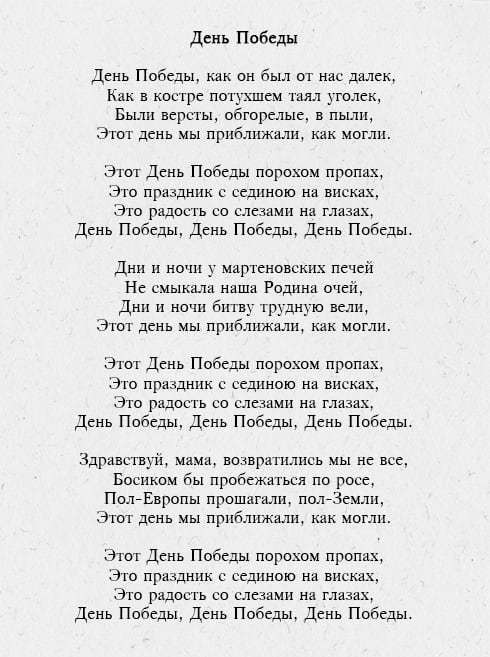 День Победы
День Победы, как он был от нас далек,
Как в костре потухшем таял уголек,
Были версты, обгорелые, в пыли,
Этот день мы приближали, как могли.
Этот День Победы порохом пропах,
Это праздник с сединою на висках,
Это радость со слезами на глазах,
День Победы, День Победы, День Победы.
Дни и ночи у мартеновских печей
Не смыкала наша Родина очей,
Дни и ночи битву трудную вели,
Этот день мы приближали, как могли.
Этот День Победы порохом пропах,
Это праздник с сединою на висках,
Это радость со слезами на глазах,
День Победы, День Победы, День Победы.
Здравствуй, мама, возвратились мы не все,
Босиком бы пробежаться по росе,
Пол-Европы прошагали, пол-Земли,
Этот день мы приближали, как могли.
Этот День Победы порохом пропах,
Это праздник с сединою на висках,
Это радость со слезами на глазах,
День Победы, День Победы, День Победы.